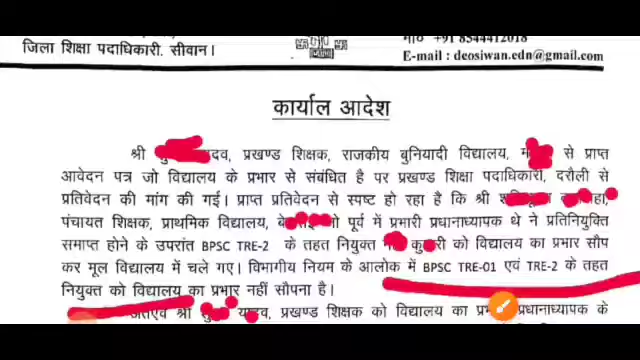 जिला शिक्षा पदाधिकारी, सीवान।
मो० +91 8544412018
E-mail : deosiwan.edn@gmail.com
कार्याल आदेश
श्री यादव, प्रखण्ड शिक्षक, राजकीय बुनियादी विद्यालय, से प्राप्त
आवेदन पत्र जो विद्यालय के प्रभार से संबंधित है पर प्रखण्ड शिक्षा पदाधिकारी, दरौली से
प्रतिवेदन की मांग की गई। प्राप्त प्रतिवेदन से स्पष्ट हो रहा है कि श्री
पंचायत शिक्षक, प्राथमिक विद्यालय, जो पूर्व में प्रभारी प्रधानाध्यापक थे ने प्रतिनियुक्ति
समाप्त होने के उपरांत BPSC TRE-2 के तहत नियुक्त को विद्यालय का प्रभार सौप
कर मूल विद्यालय में चले गए। विभागीय नियम के आलोक में BPSC TRE-01 एवं TRE-2 के तहत
नियुक्त को विद्यालय का प्रभार नहीं सौपना है।
अतएव श्री यादव, प्रखण्ड शिक्षक को विद्यालय का प्रधानाध्यापक के